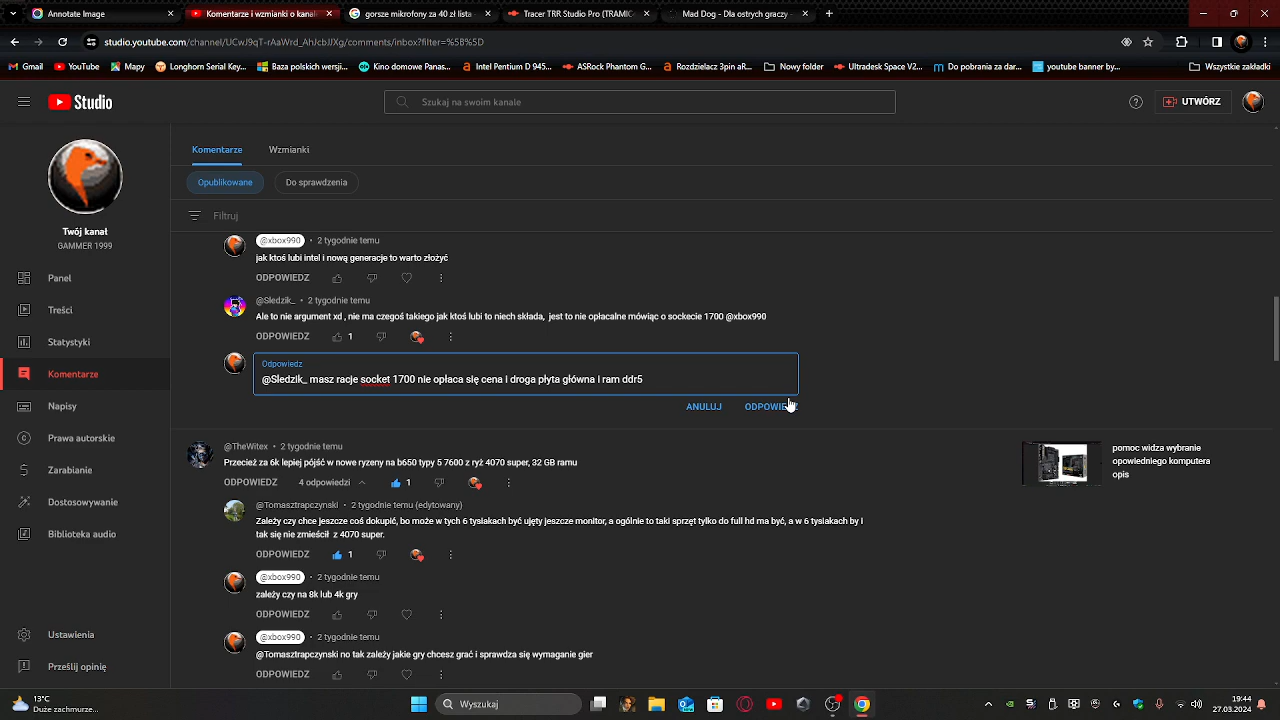 Annotate Image
Komentarze i wzmianki o kanale
gorsze mikrofony za 40 zł lista
Tracer TRR Studio Pro (TRAMIC
Mad Dog - Dla ostrych graczy -
studio.youtube.com/channel/UCwJ9qT-rAaWrd_AhJcbJJXg/comments/inbox?filter=%5B%5D
Gmail
YouTube
Mapy
Longhorn Serial Key...
Baza polskich wersji...
Kino domowe Panas...
Intel Pentium D 945...
ASRock Phantom G...
Rozdzielacz 3pin aR...
Nowy folder
Ultradesk Space V2...
Do pobrania za dar...
youtube banner by...
Wszystkie zakładki
Studio
Szukaj na swoim kanale
UTWÓRZ
Twój kanał
GAMMER 1999
Panel
Treści
Statystyki
Komentarze
Napisy
Prawa autorskie
Zarabianie
Dostosowywanie
Biblioteka audio
Ustawienia
Prześlij opinię
Komentarze
Wzmianki
Opublikowane
Do sprawdzenia
Filtruj
@xbox990 • 2 tygodnie temu
jak ktoś lubi intel i nową generacje to warto złożyć
ODPOWIEDZ
@Sledzik_ • 2 tygodnie temu
Ale to nie argument xd , nie ma czegoś takiego jak ktoś lubi to niech składa, jest to nie opłacalne mówiąc o sockecie 1700 @xbox990
ODPOWIEDZ 1
Odpowiedz
@Sledzik_ masz racje socket 1700 nie opłaca się cena i droga płyta główna i ram ddr5
ANULUJ
ODPOWIEDZ
@TheWitex • 2 tygodnie temu
Przecież za 6k lepiej pójść w nowe ryzeny na b650 typy 5 7600 z ryż 4070 super, 32 GB ramu
ODPOWIEDZ 4 odpowiedzi 1
pomoc widza wybranie
opowiedniego komputera
opis
@Tomasztrapczynski • 2 tygodnie temu (edytowany)
Zależy czy chce jeszcze coś dokupić, bo może w tych 6 tysiakach być ujęty jeszcze monitor, a ogólnie to taki sprzęt tylko do full hd ma być, a w 6 tysiakach by i
tak się nie zmieścił z 4070 super.
ODPOWIEDZ 1
@xbox990 • 2 tygodnie temu
zależy czy na 8k lub 4k gry
ODPOWIEDZ
@xbox990 • 2 tygodnie temu
@Tomasztrapczynski no tak zależy jakie gry chcesz grać i sprawdza się wymaganie gier
ODPOWIEDZ
13°C
Duże zachmurze...
Wyszukaj
19:44
27.03.2024